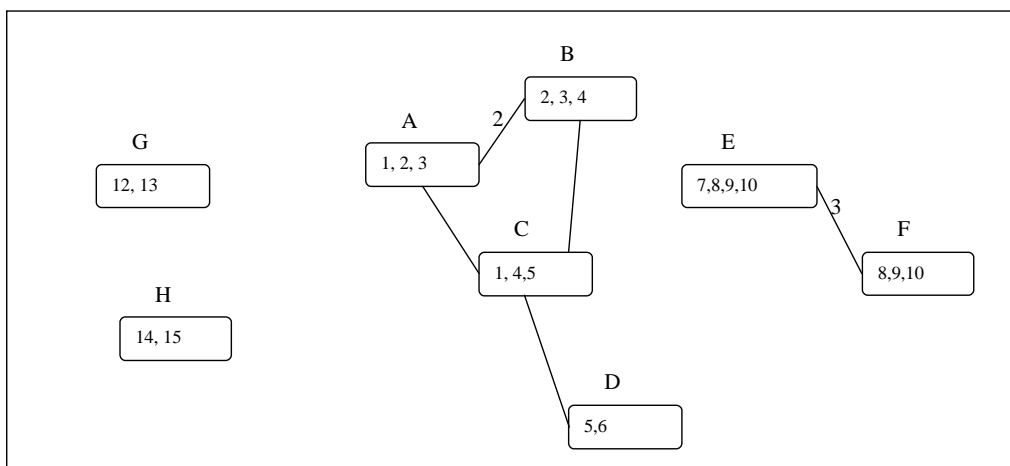 B
2, 3, 4
2
A
1, 2, 3
G
12, 13
E
7,8,9,10
3
F
8,9,10
C
1, 4,5
H
14, 15
D
5,6